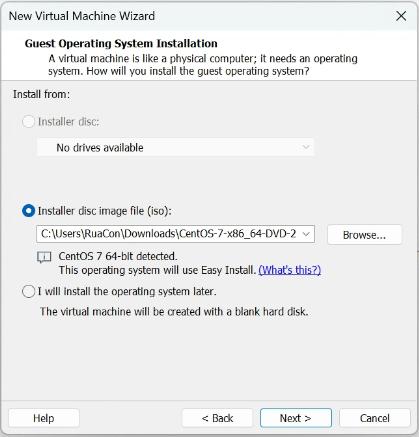 New Virtual Machine Wizard
Guest Operating System Installation
A virtual machine is like a physical computer; it needs an operating
system. How will you install the guest operating system?
Install from:
Installer disc:
No drives available
Installer disc image file (iso):
C:\Users\RuaCon\Downloads\CentOS-7-x86_64-DVD-2
Browse...
CentOS 7 64-bit detected.
This operating system will use Easy Install. (What's this?)
I will install the operating system later.
The virtual machine will be created with a blank hard disk.
Help
< Back
Next >
Cancel